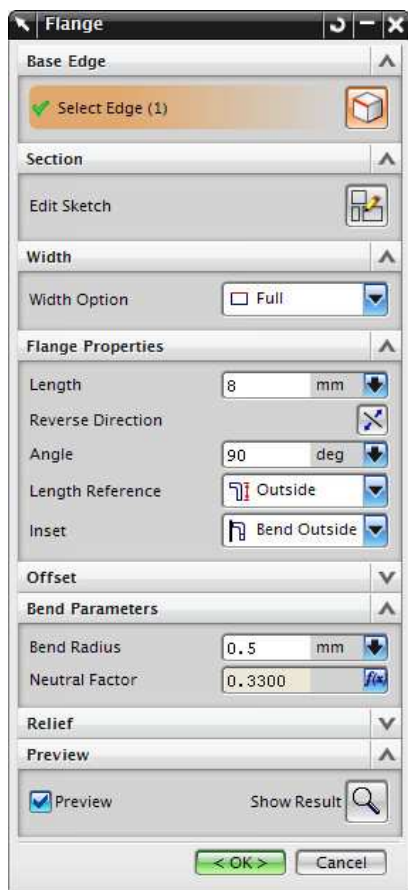 Flange
Base Edge
Select Edge (1)
Section
Edit Sketch
Width
Width Option Full
Flange Properties
Length 8 mm
Reverse Direction
Angle 90 deg
Length Reference Outside
Inset Bend Outside
Offset
Bend Parameters
Bend Radius 0.5 mm
Neutral Factor 0.3300 f(x)
Relief
Preview
Preview Show Result
< OK > Cancel